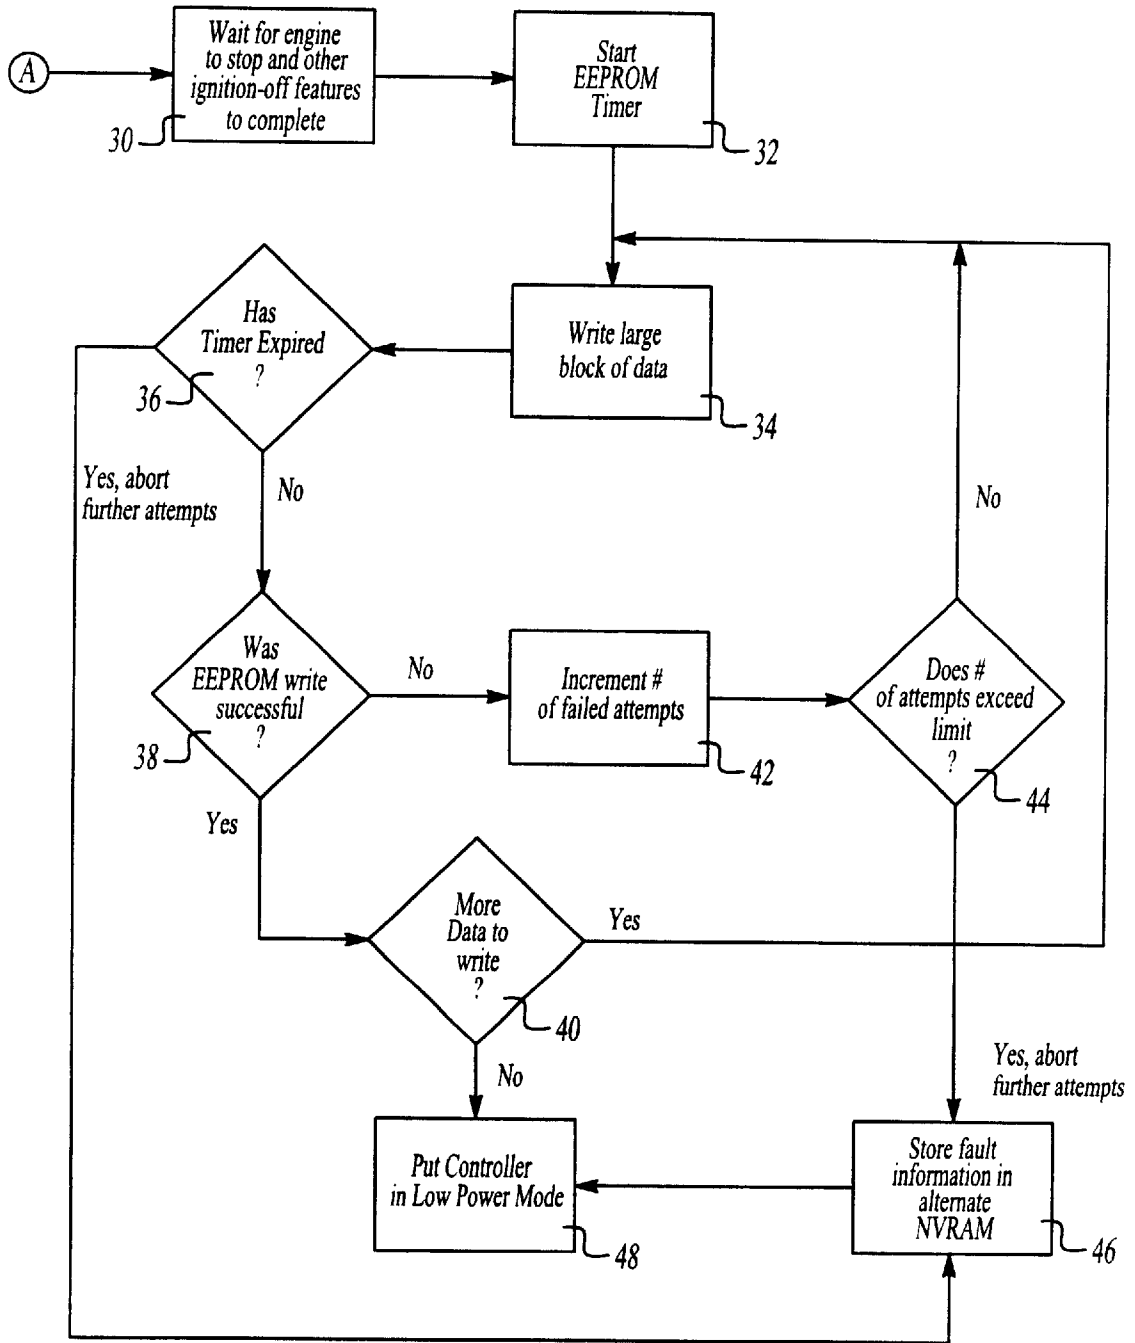 A
Wait for engine
to stop and other
ignition-off features
to complete
30
Start
EEPROM
Timer
32
Has
Timer Expired
?
36
Write large
block of data
34
Yes, abort
further attempts
No
No
Was
EEPROM write
successful
?
38
No
Increment #
of failed attempts
42
Does #
of attempts exceed
limit
?
44
Yes
More
Data to
write
?
40
Yes
No
Yes, abort
further attempts
Put Controller
in Low Power Mode
48
Store fault
information in
alternate
NVRAM
46